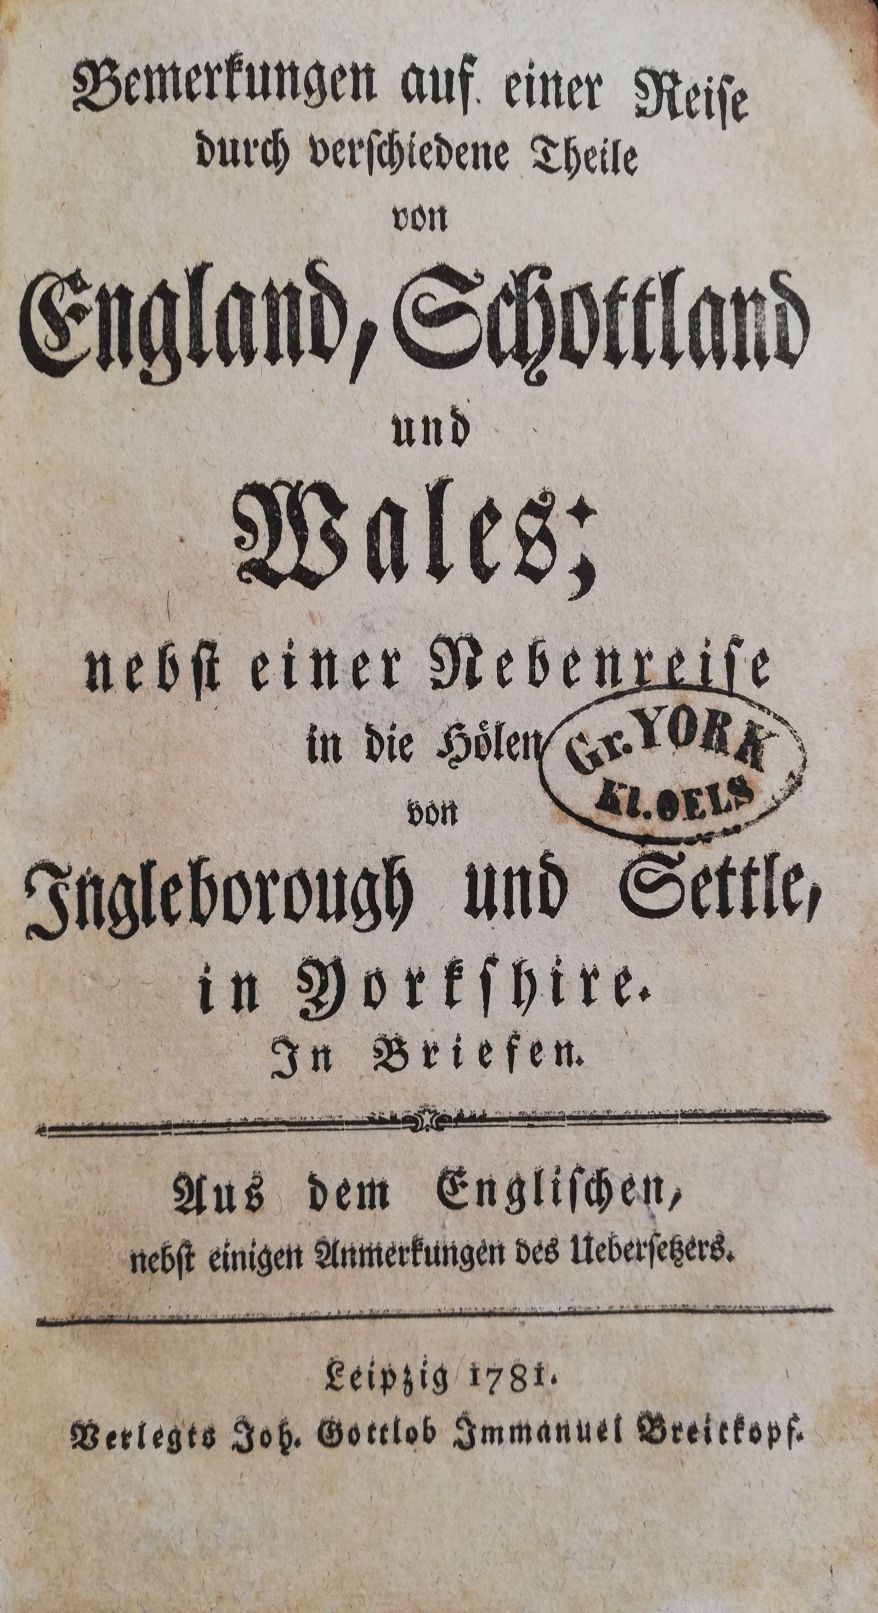 Bemerkungen auf einer Reise
durch verschiedene Theile
von
England, Schottland
und
Wales;
nebst einer Nebenreise
in die Hölen
von
Ingleborough und Settle,
in Yorkshire.
In Briefen.
Gr. YORK
Kl. OELS
Aus dem Englischen,
nebst einigen Anmerkungen des Uebersetzers.
Leipzig 1781.
Verlegts Joh. Gottlob Immanuel Breitkopf.